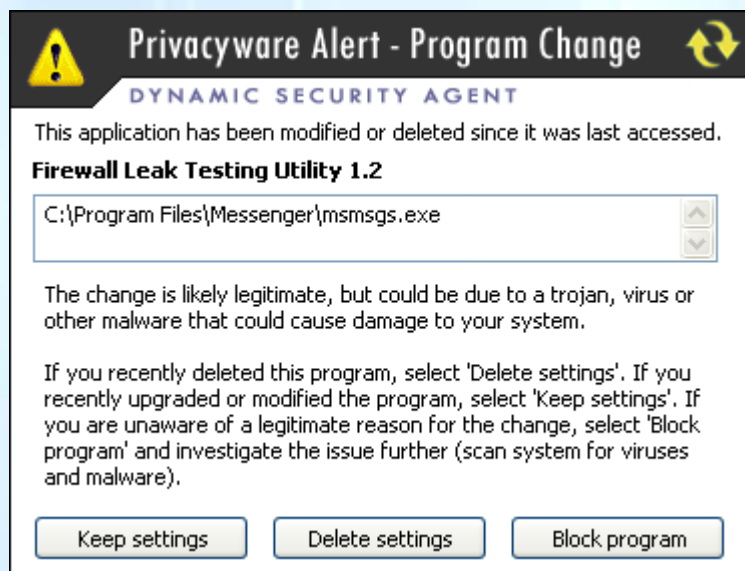 Privacyware Alert - Program Change
DYNAMIC SECURITY AGENT
This application has been modified or deleted since it was last accessed.
Firewall Leak Testing Utility 1.2
C:\Program Files\Messenger\msmsgs.exe
The change is likely legitimate, but could be due to a trojan, virus or
other malware that could cause damage to your system.
If you recently deleted this program, select 'Delete settings'. If you
recently upgraded or modified the program, select 'Keep settings'. If
you are unaware of a legitimate reason for the change, select 'Block
program' and investigate the issue further (scan system for viruses
and malware).
Keep settings Delete settings Block program